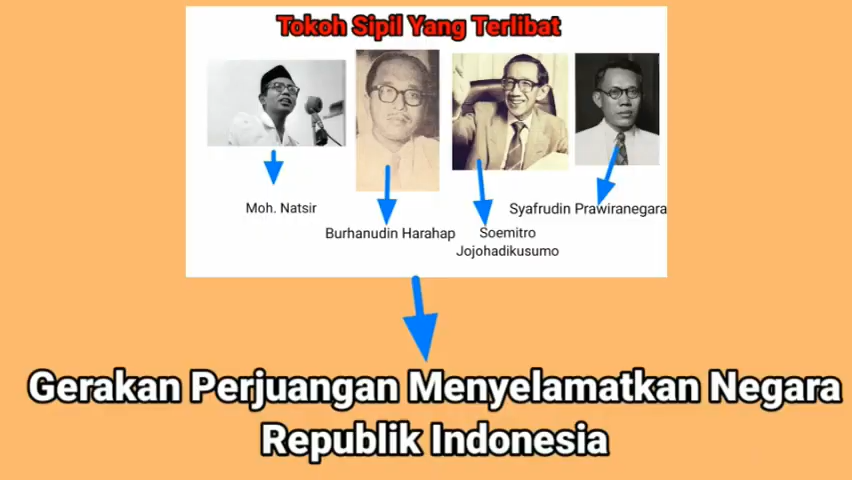 Tokoh Sipil Yang Terlibat
Moh. Natsir
Burhanudin Harahap
Soemitro
Jojohadikusumo
Syafrudin Prawiranegara
Gerakan Perjuangan Menyelamatkan Negara
Republik Indonesia